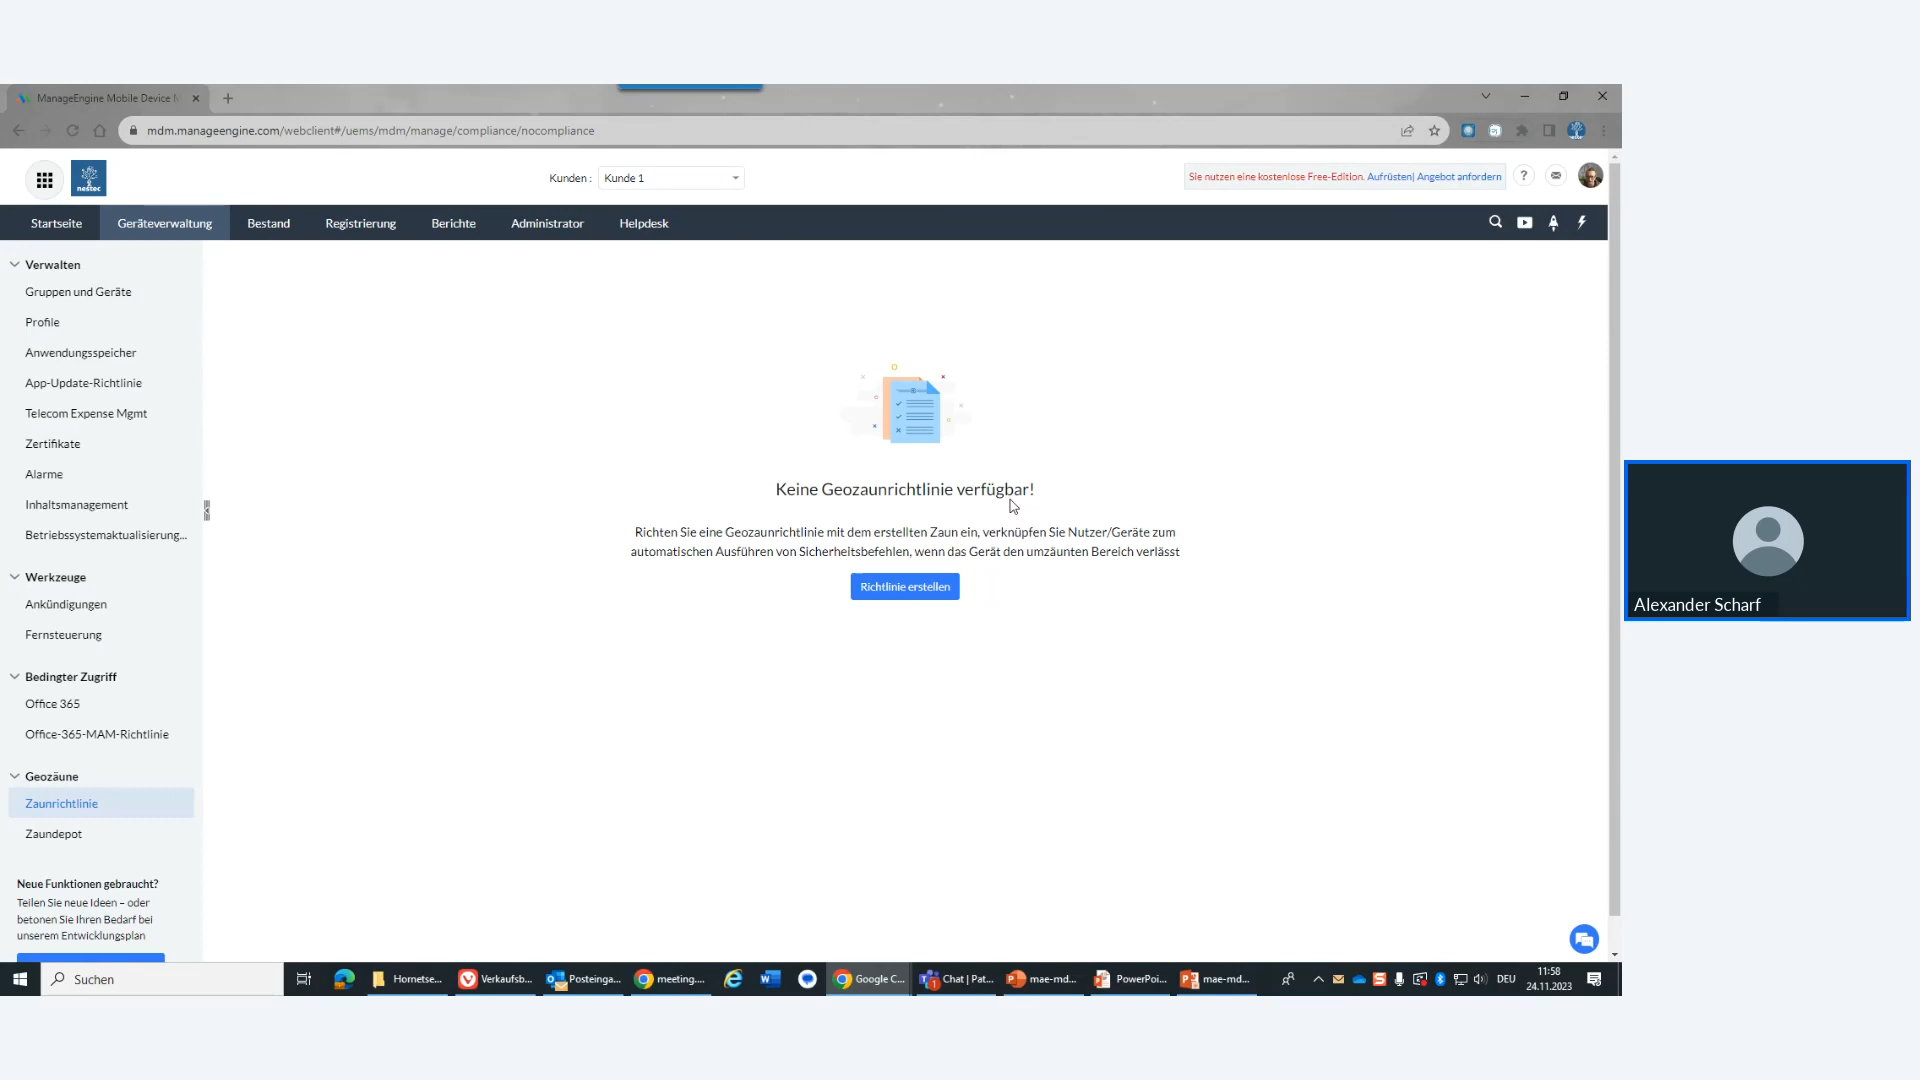 ManageEngine Mobile Device M
mdm.manageengine.com/webclient#/uems/mdm/manage/compliance/nocompliance
nestec
Kunden :
Kunde 1
Sie nutzen eine kostenlose Free-Edition. Aufrüsten| Angebot anfordern
?
Startseite
Geräteverwaltung
Bestand
Registrierung
Berichte
Administrator
Helpdesk
Verwalten
Gruppen und Geräte
Profile
Anwendungsspeicher
App-Update-Richtlinie
Telecom Expense Mgmt
Zertifikate
Alarme
Inhaltsmanagement
Betriebssystemaktualisierung...
Werkzeuge
Ankündigungen
Fernsteuerung
Bedingter Zugriff
Office 365
Office-365-MAM-Richtlinie
Geozäune
Zaunrichtlinie
Zaundepot
Neue Funktionen gebraucht?
Teilen Sie neue Ideen – oder
betonen Sie Ihren Bedarf bei
unserem Entwicklungsplan
Keine Geozaunrichtlinie verfügbar!
Richten Sie eine Geozaunrichtlinie mit dem erstellten Zaun ein, verknüpfen Sie Nutzer/Geräte zum
automatischen Ausführen von Sicherheitsbefehlen, wenn das Gerät den umzäunten Bereich verlässt
Richtlinie erstellen
Alexander Scharf
Suchen
Hornetse...
Verkaufsb...
Posteinga...
meeting....
Google C...
Chat | Pat...
mae-md...
PowerPoi...
mae-md...
DEU
11:58
24.11.2023